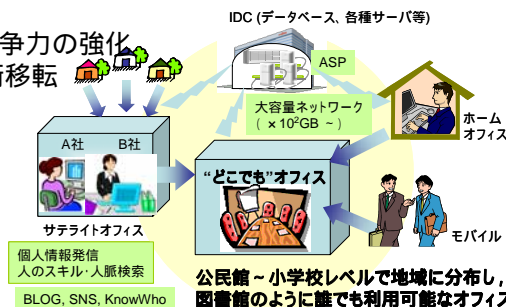 IDC (データベース、各種サーバ等)
争力の強化
移転
ASP
大容量ネットワーク
( ×10²GB ~ )
ホーム
オフィス
A社 B社
"どこでも"オフィス
サテライトオフィス
モバイル
個人情報発信
人のスキル・人脈検索
BLOG, SNS, KnowWho
公民館~小学校レベルで地域に分布し,
図書館のように誰でも利用可能なオフィス